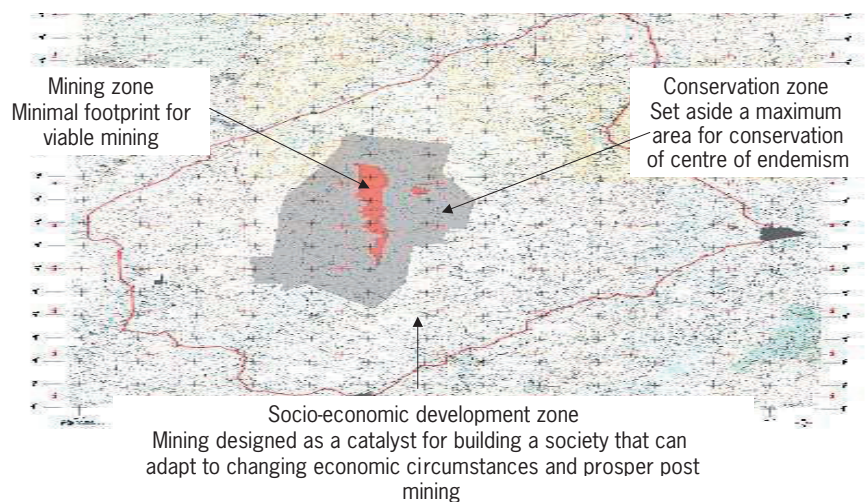 Mining zone
Minimal footprint for
viable mining
Conservation zone
Set aside a maximum
area for conservation
of centre of endemism
Socio-economic development zone
Mining designed as a catalyst for building a society that can
adapt to changing economic circumstances and prosper post
mining